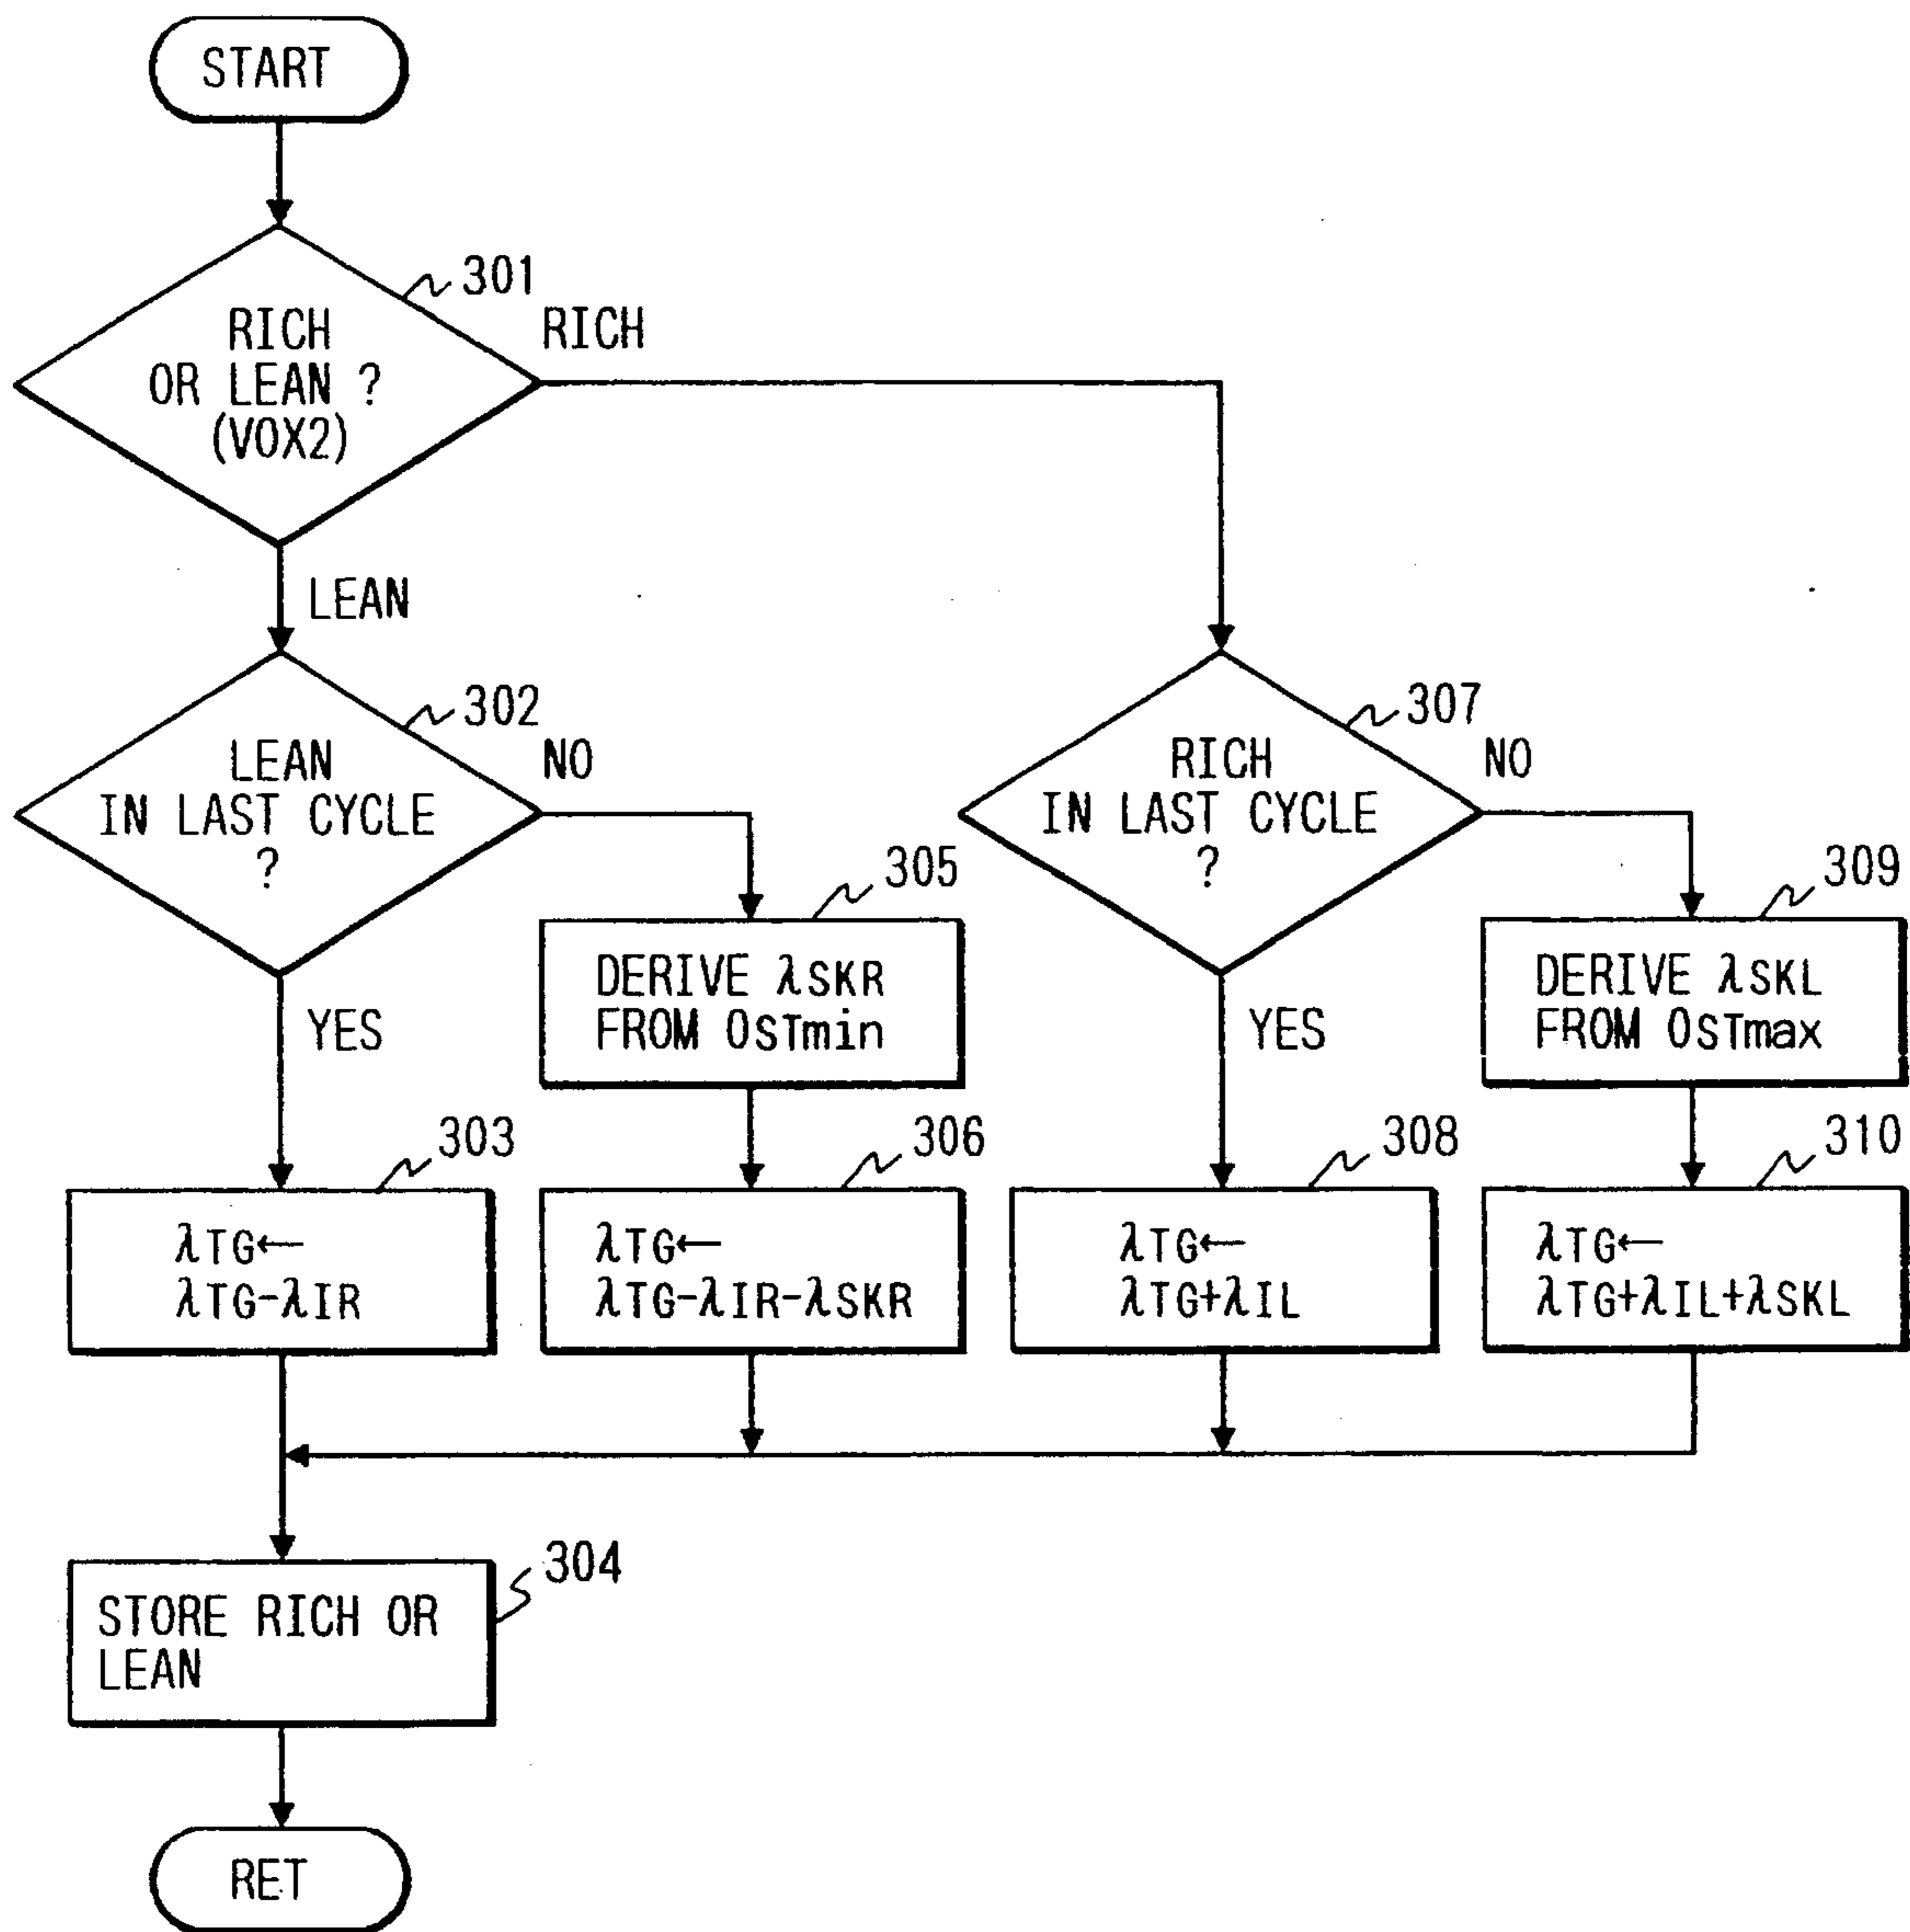 START
301
RICH
OR LEAN ?
(VOX2)
RICH
LEAN
302
LEAN
IN LAST CYCLE
?
NO
YES
305
DERIVE λSKR
FROM OSTmin
307
RICH
IN LAST CYCLE
?
NO
YES
309
DERIVE λSKL
FROM OSTmax
303
λTG←
λTG-λIR
306
λTG←
λTG-λIR-λSKR
308
λTG←
λTG+λIL
310
λTG←
λTG+λIL+λSKL
304
STORE RICH OR
LEAN
RET